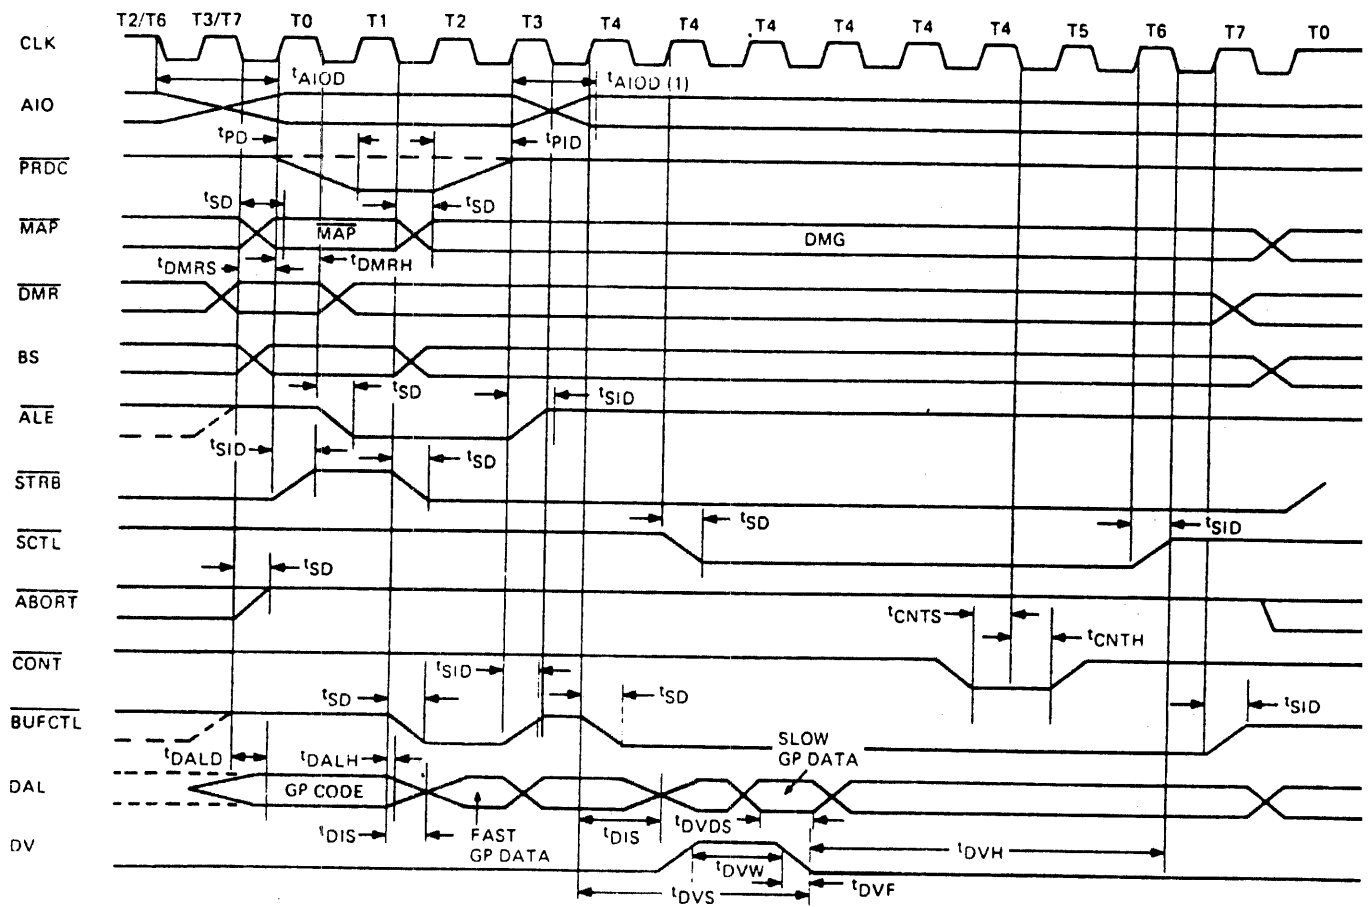 T2/T6 T3/T7 T0 T1 T2 T3 T4 T4 T4 T4 T4 T4 T5 T6 T7 T0
CLK
tAIOD tAIOD (1)
AIO
tPD tPID
PRDC
tSD tSD
MAP MAP DMG
tDMRS tDMRH
DMR
BS
tSD tSID
ALE
tSID tSD
STRB
tSD tSID
SCTL
tSD
ABORT
tCNTS tCNTH
CONT
tSID
tSD tSD tSID
BUFCTL
SLOW
GP DATA
tDALD tDALH
DAL GP CODE
tDIS FAST
GP DATA
tDIS tDVDS
DV
tDVW tDVH
tDVS tDVF